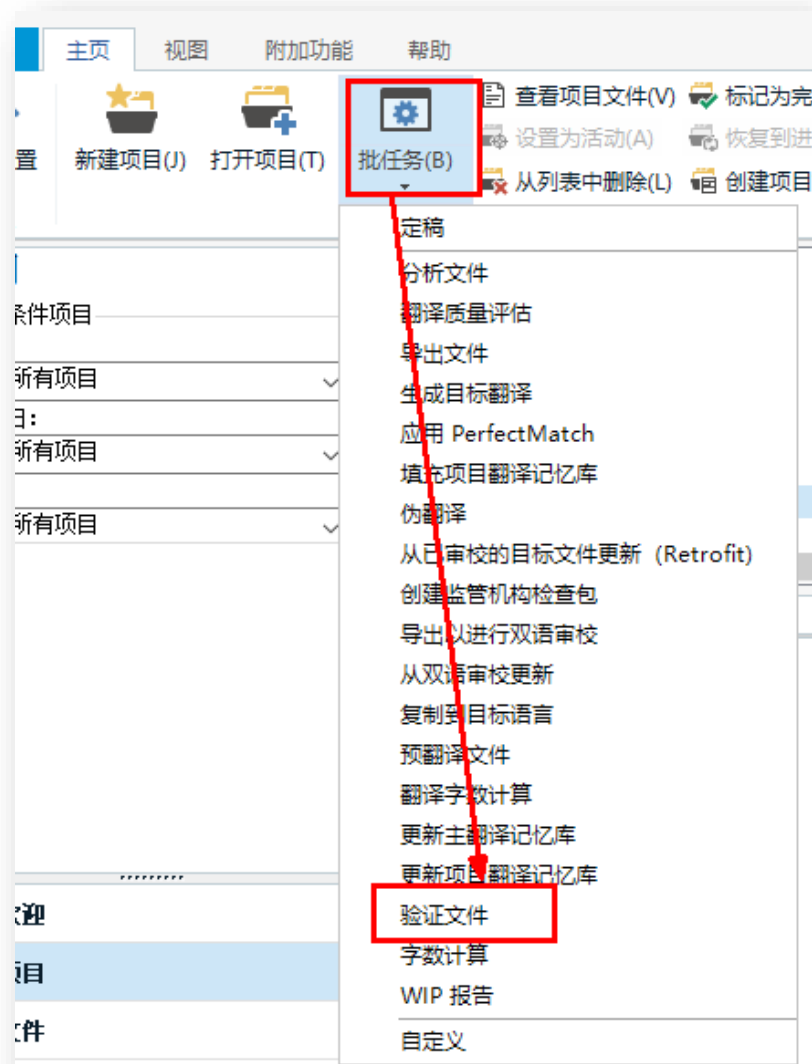 主页 视图 附加功能 帮助
置 新建项目(J) 打开项目(T) 批任务(B)
查看项目文件(V) 标记为完
设置为活动(A) 恢复到进
从列表中删除(L) 创建项目
定稿
分析文件
翻译质量评估
导出文件
生成目标翻译
应用 PerfectMatch
填充项目翻译记忆库
伪翻译
从已审校的目标文件更新 (Retrofit)
创建监管机构检查包
导出以进行双语审校
从双语审校更新
复制到目标语言
预翻译文件
翻译字数计算
更新主翻译记忆库
更新项目翻译记忆库
验证文件
字数计算
WIP 报告
自定义
条件项目
所有项目
日:
所有项目
所有项目
迎
项目
件